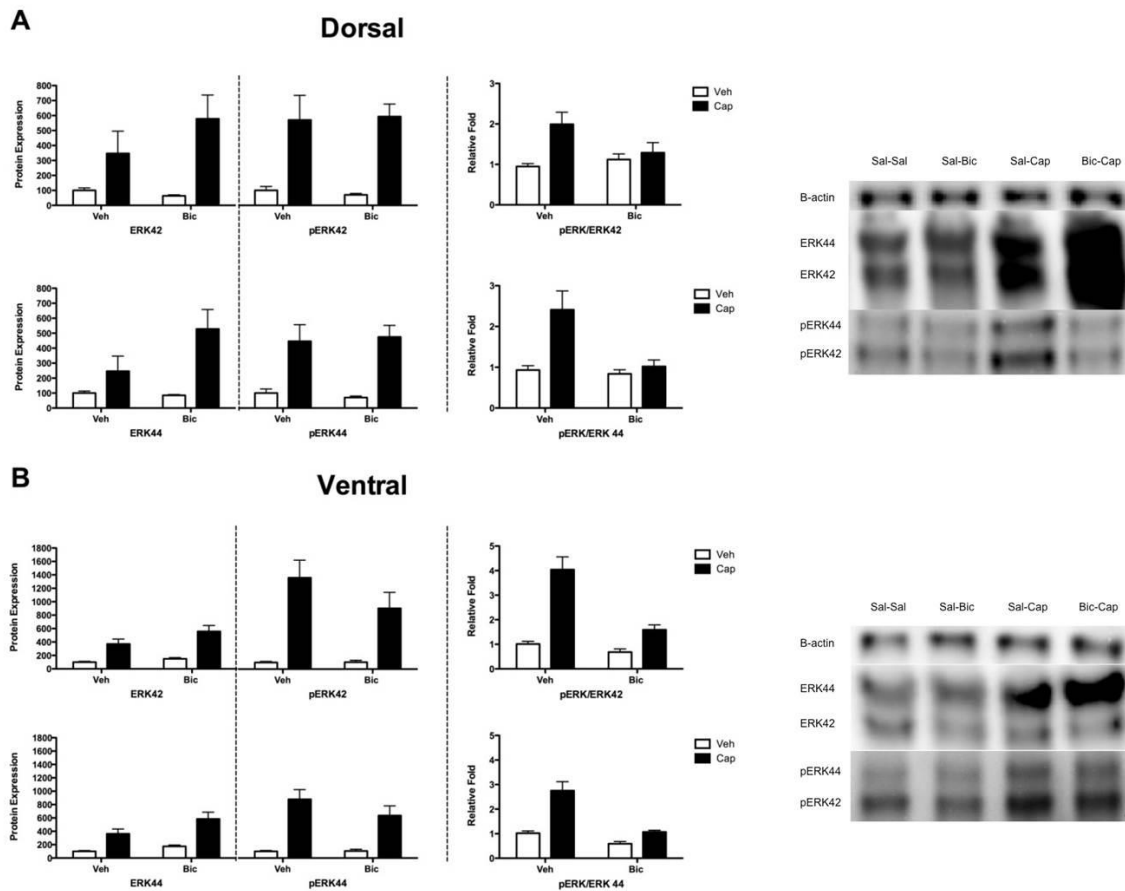 A
Dorsal
Protein Expression
800
700
600
500
400
300
200
100
0
Veh
Bic
ERK42
Veh
Bic
pERK42
Relative Fold
3
2
1
0
Veh
Bic
pERK/ERK42
Veh
Cap
Protein Expression
800
700
600
500
400
300
200
100
0
Veh
Bic
ERK44
Veh
Bic
pERK44
Relative Fold
3
2
1
0
Veh
Bic
pERK/ERK 44
Veh
Cap
Sal-Sal Sal-Bic Sal-Cap Bic-Cap
B-actin
ERK44
ERK42
pERK44
pERK42
B
Ventral
Protein Expression
1800
1600
1400
1200
1000
800
600
400
200
0
Veh
Bic
ERK42
Veh
Bic
pERK42
Relative Fold
5
4
3
2
1
0
Veh
Bic
pERK/ERK42
Veh
Cap
Protein Expression
1800
1600
1400
1200
1000
800
600
400
200
0
Veh
Bic
ERK44
Veh
Bic
pERK44
Relative Fold
5
4
3
2
1
0
Veh
Bic
pERK/ERK 44
Veh
Cap
Sal-Sal Sal-Bic Sal-Cap Bic-Cap
B-actin
ERK44
ERK42
pERK44
pERK42